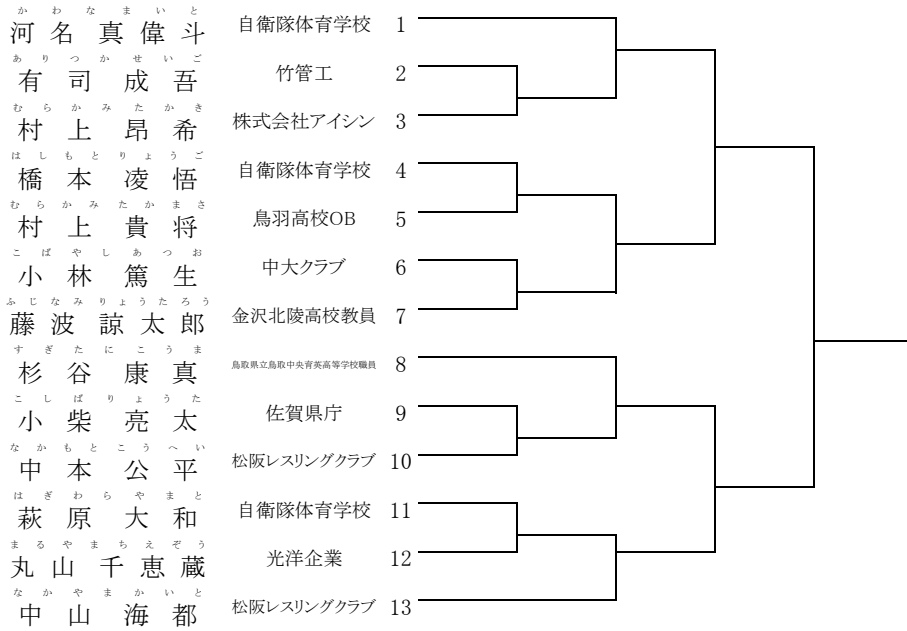 かわなまいと
河名真偉斗 自衛隊体育学校 1
ありつかせいご
有司成吾 竹管工 2
むらかみたかき
村上昂希 株式会社アイシン 3
はしもとりょうご
橋本凌悟 自衛隊体育学校 4
むらかみたかまさ
村上貴将 鳥羽高校OB 5
こばやしあつお
小林篤生 中大クラブ 6
ふじなみりょうたろう
藤波諒太郎 金沢北陵高校教員 7
すぎたにこうま
杉谷康真 鳥取県立鳥取中央育英高等学校職員 8
こしばりょうた
小柴亮太 佐賀県庁 9
なかもとこうへい
中本公平 松阪レスリングクラブ 10
はぎわらやまと
萩原大和 自衛隊体育学校 11
まるやまちえぞう
丸山千恵蔵 光洋企業 12
なかやまかいと
中山海都 松阪レスリングクラブ 13